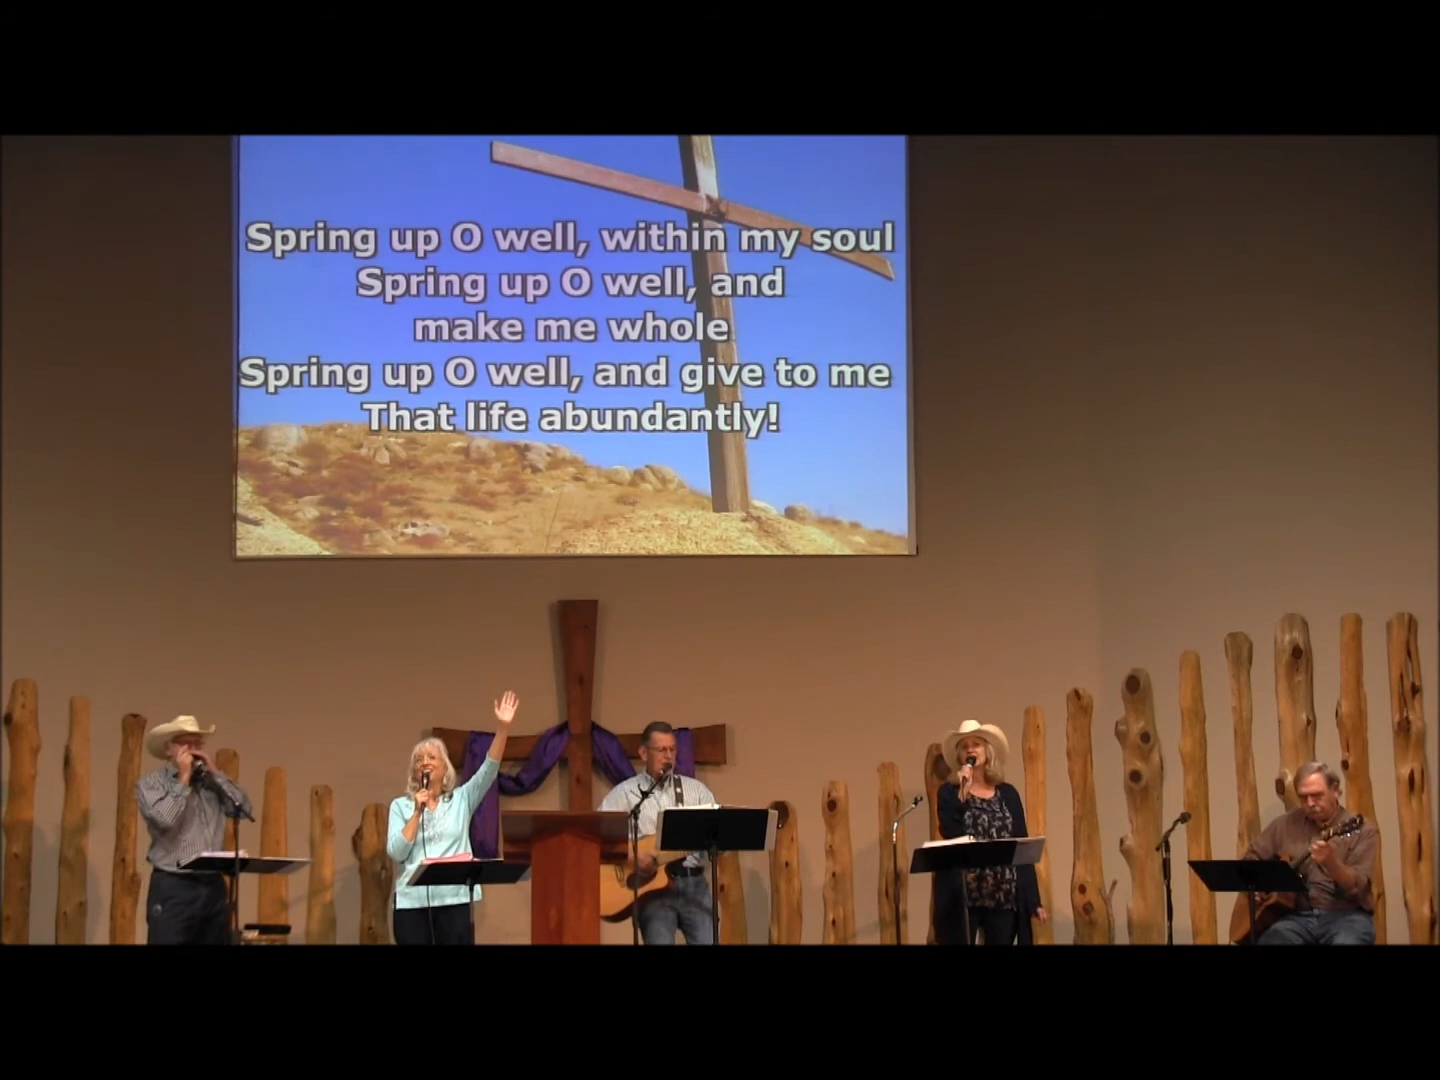 Spring up O well, within my soul
Spring up O well, and
make me whole
Spring up O well, and give to me
That life abundantly!